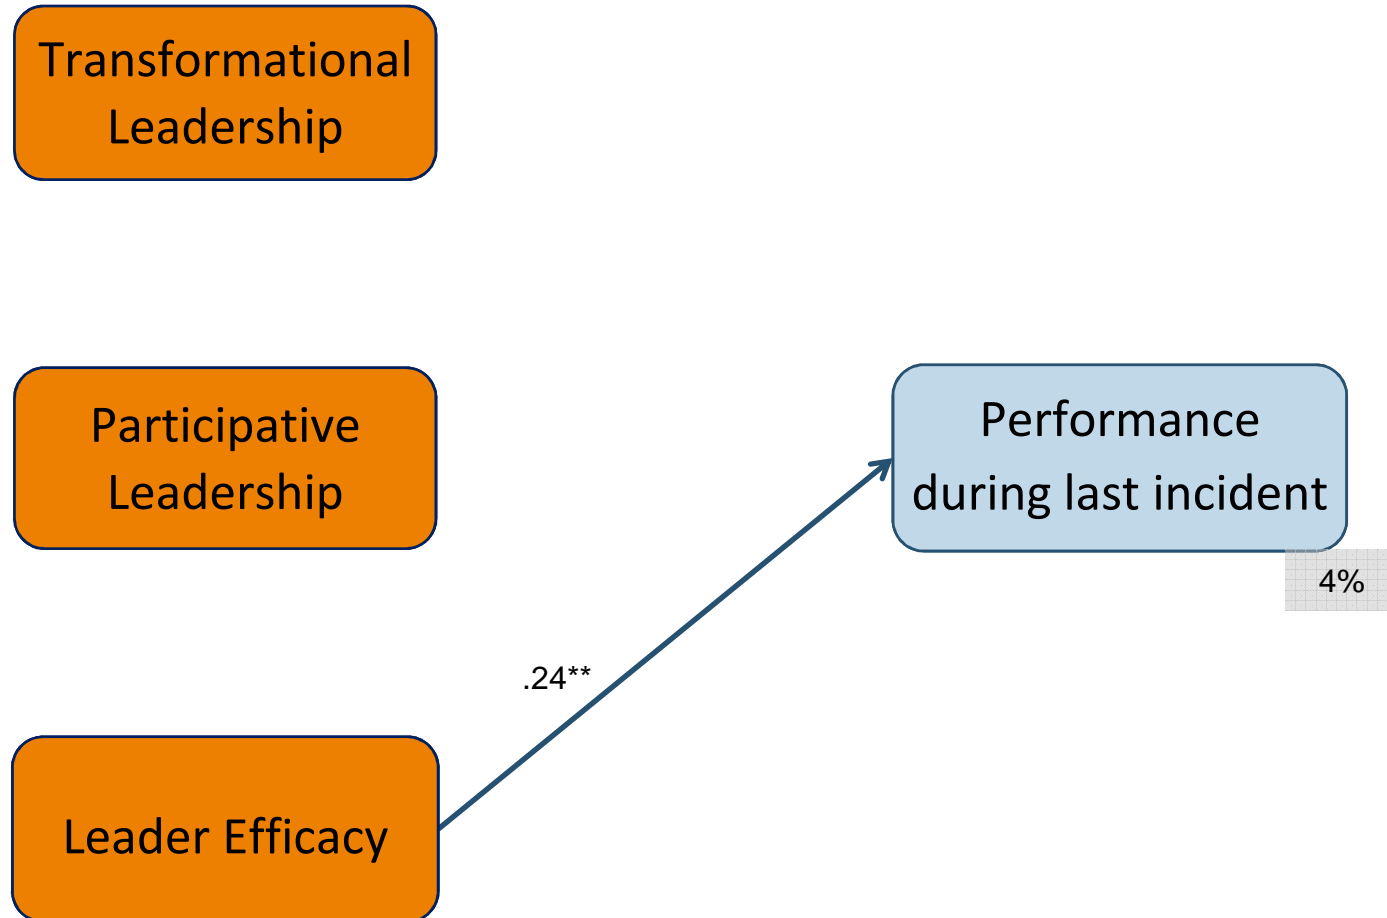 Transformational
Leadership
Participative
Leadership
Performance
during last incident
4%
.24**
Leader Efficacy